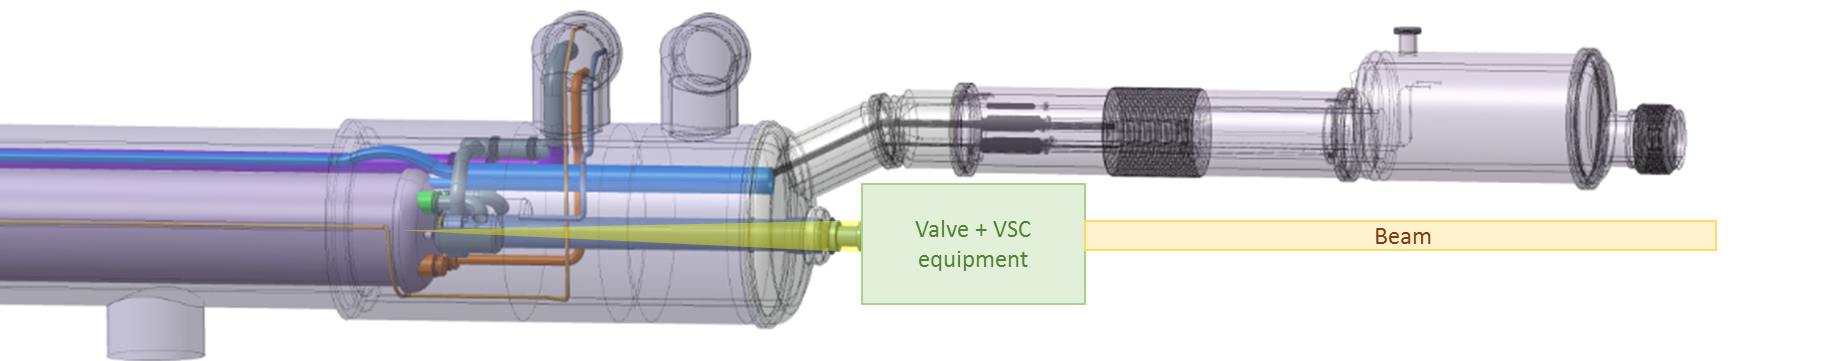 Valve + VSC
equipment
Beam